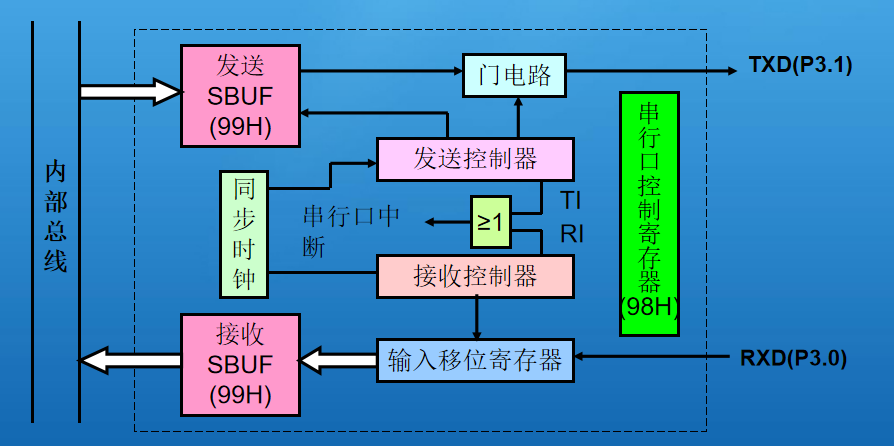 发送
SBUF
(99H)
门电路
TXD(P3.1)
发送控制器
内部总线
同步时钟
串行口中
断
≥1
TI
RI
串行口控制寄存器
(98H)
接收控制器
接收
SBUF
(99H)
输入移位寄存器
RXD(P3.0)